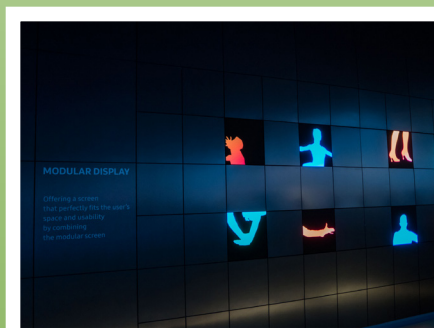 MODULAR DISPLAY
Offering a screen
that perfectly fits the user's
space and usability
by combining
the modular screen